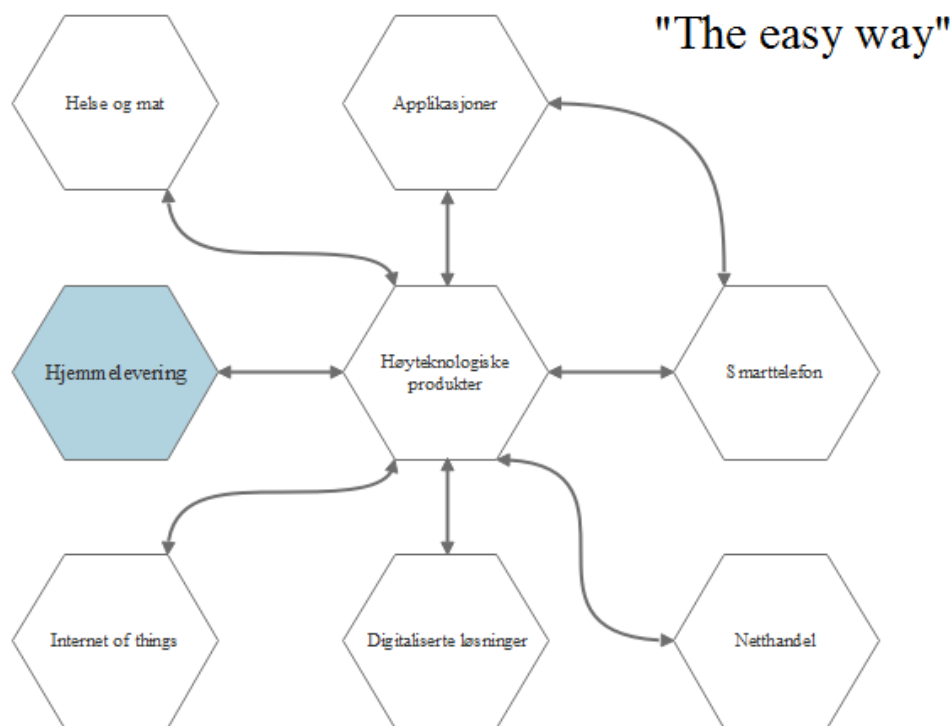 "The easy way"
Helse og mat
Applikasjoner
Hjemmelevering
Høyteknologiske
produkter
Smarttelefon
Internet of things
Digitaliserte løsninger
Netthandel